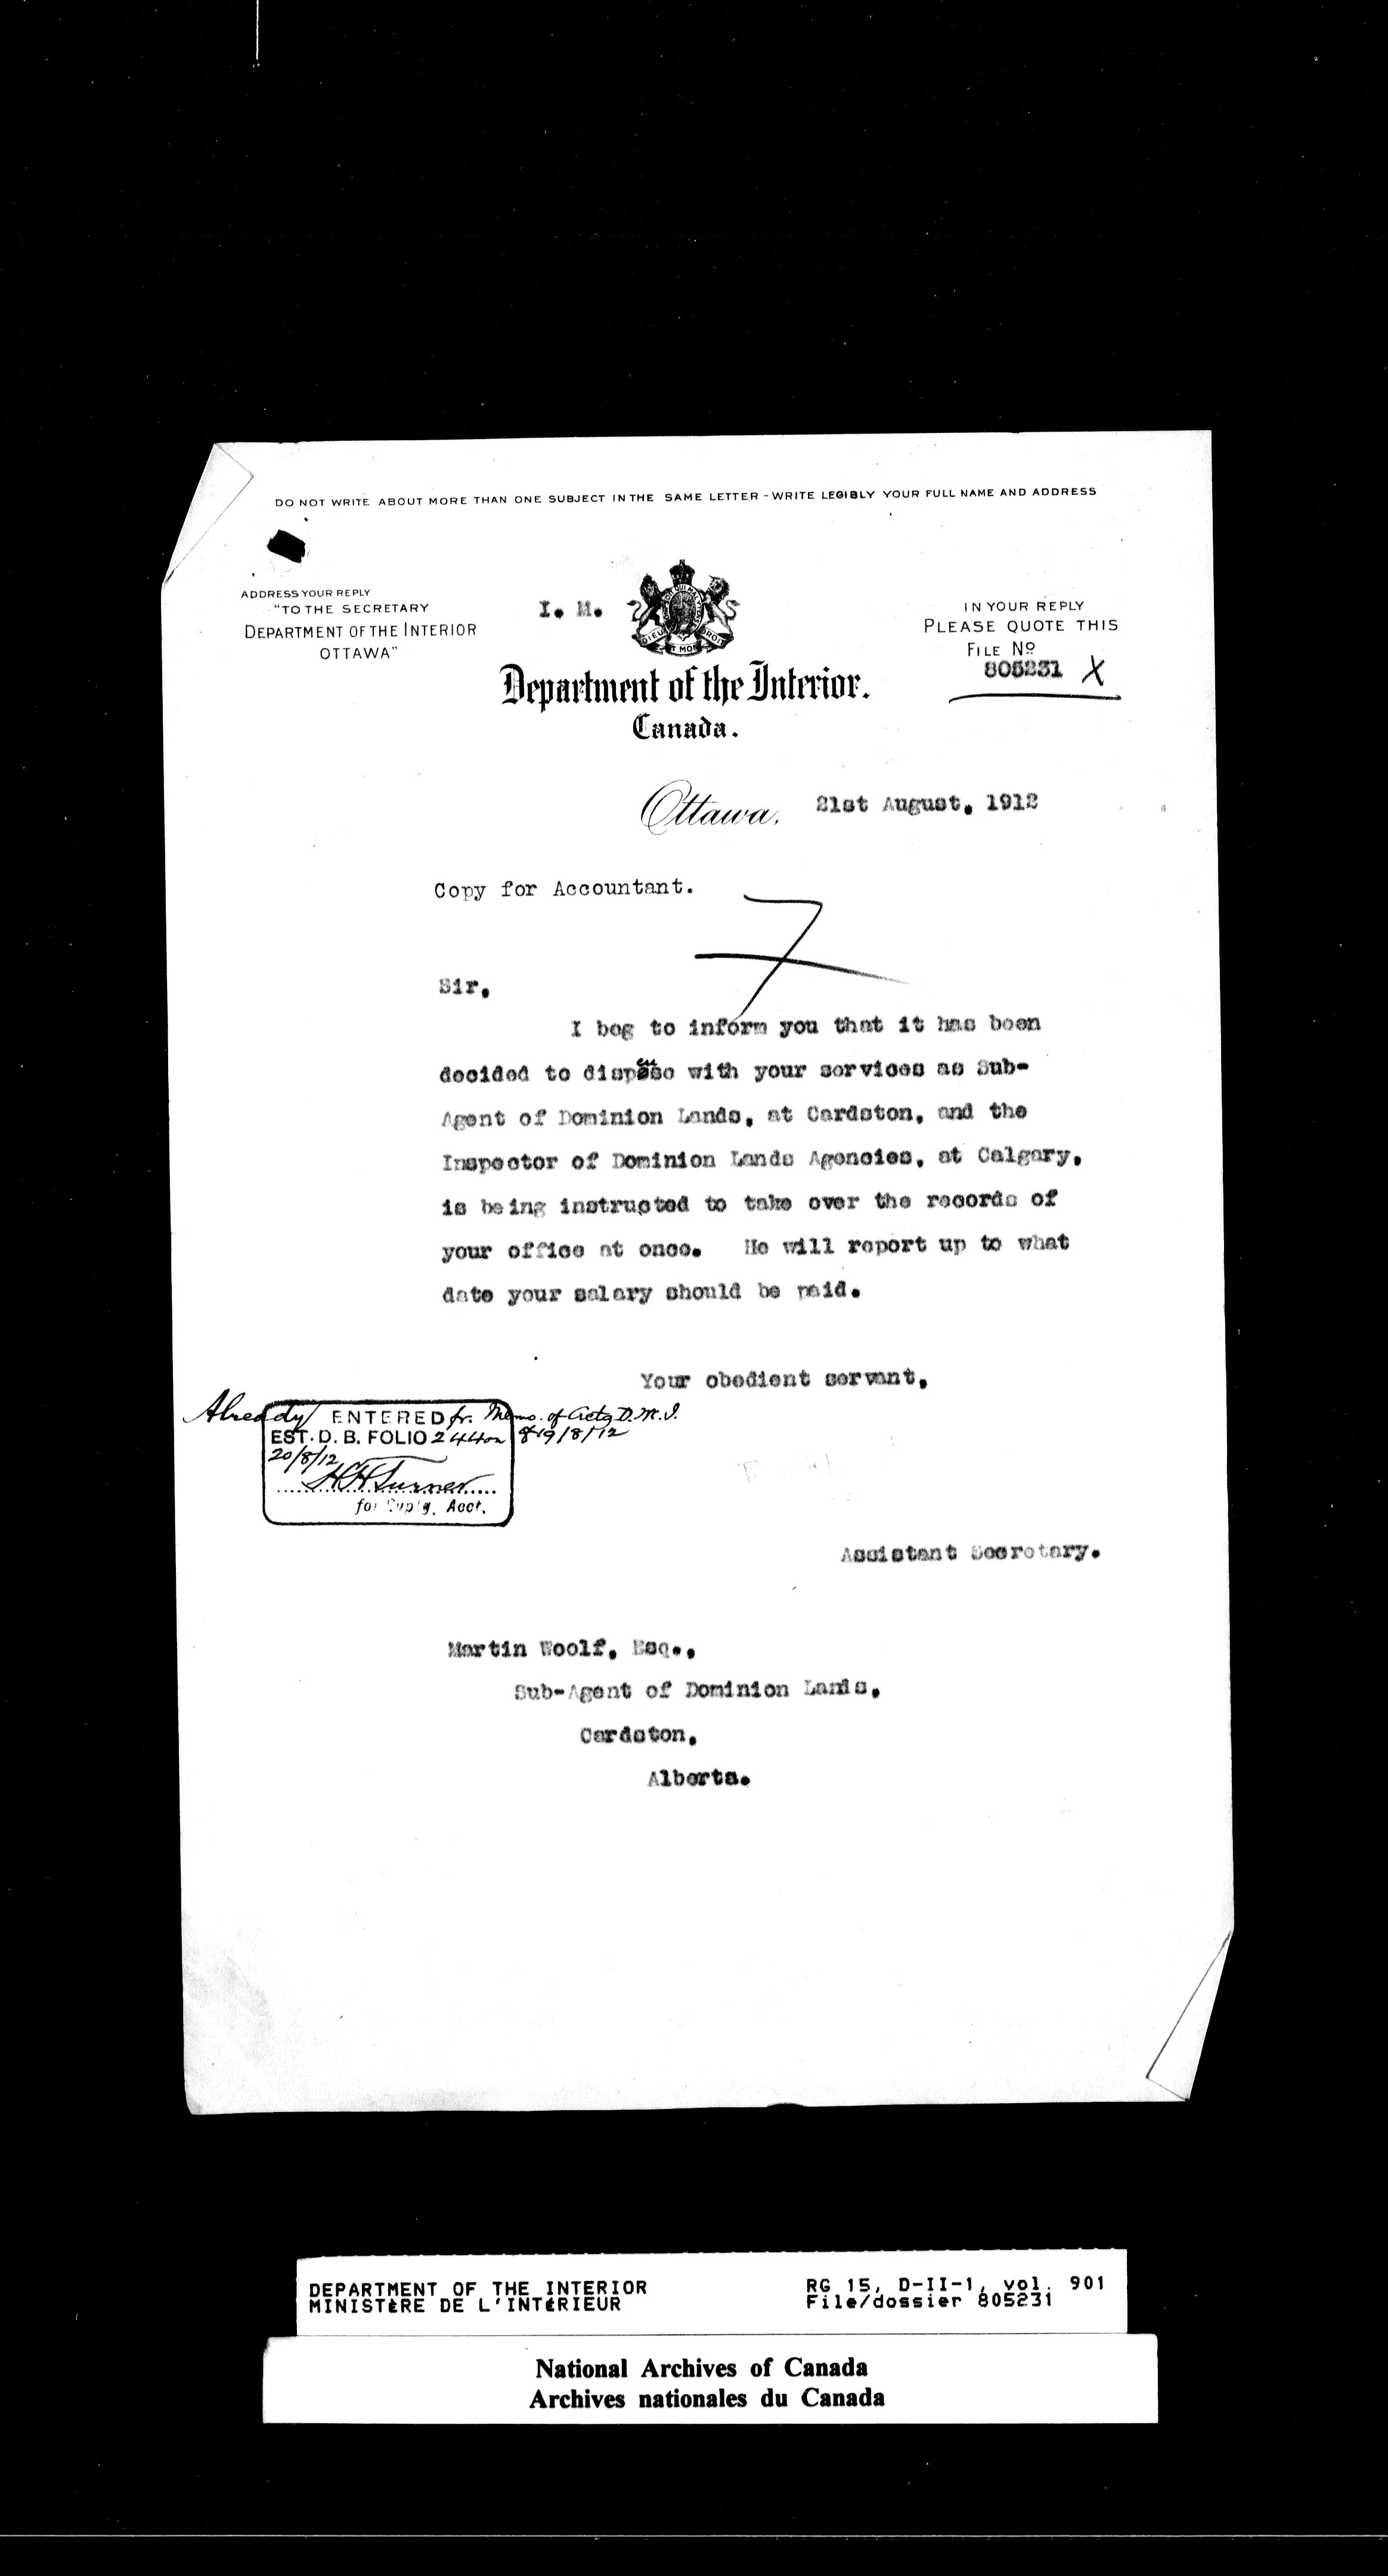 DO NOT WRITE ABOUT MORE THAN ONE SUBJECT IN THE SAME LETTER - WRITE LEGIBLY YOUR FULL NAME AND ADDRESS
ADDRESS YOUR REPLY
"TO THE SECRETARY
DEPARTMENT OF THE INTERIOR
OTTAWA"
I. M.
DIEU ET MON DROIT
IN YOUR REPLY
PLEASE QUOTE THIS
FILE No
805231 X
Department of the Interior.
Canada.
Ottawa, 21st August, 1912
Copy for Accountant.
7
Sir,
I beg to inform you that it has been
decided to dispense with your services as Sub-
Agent of Dominion Lands, at Cardston, and the
Inspector of Dominion Lands Agencies, at Calgary,
is being instructed to take over the records of
your office at once. He will report up to what
date your salary should be paid.
Your obedient servant,
Already ENTERED fr. Memo. of Actg D.M.I.
EST. D. B. FOLIO 244 on 819/8/12
20/8/12
H H Turner
for Acct.
Assistant Secretary.
Martin Woolf, Esq.,
Sub-Agent of Dominion Lands,
Cardston,
Alberta.
DEPARTMENT OF THE INTERIOR
MINISTÈRE DE L'INTÉRIEUR
RG 15, D-II-1, vol. 901
File/dossier 805231
National Archives of Canada
Archives nationales du Canada